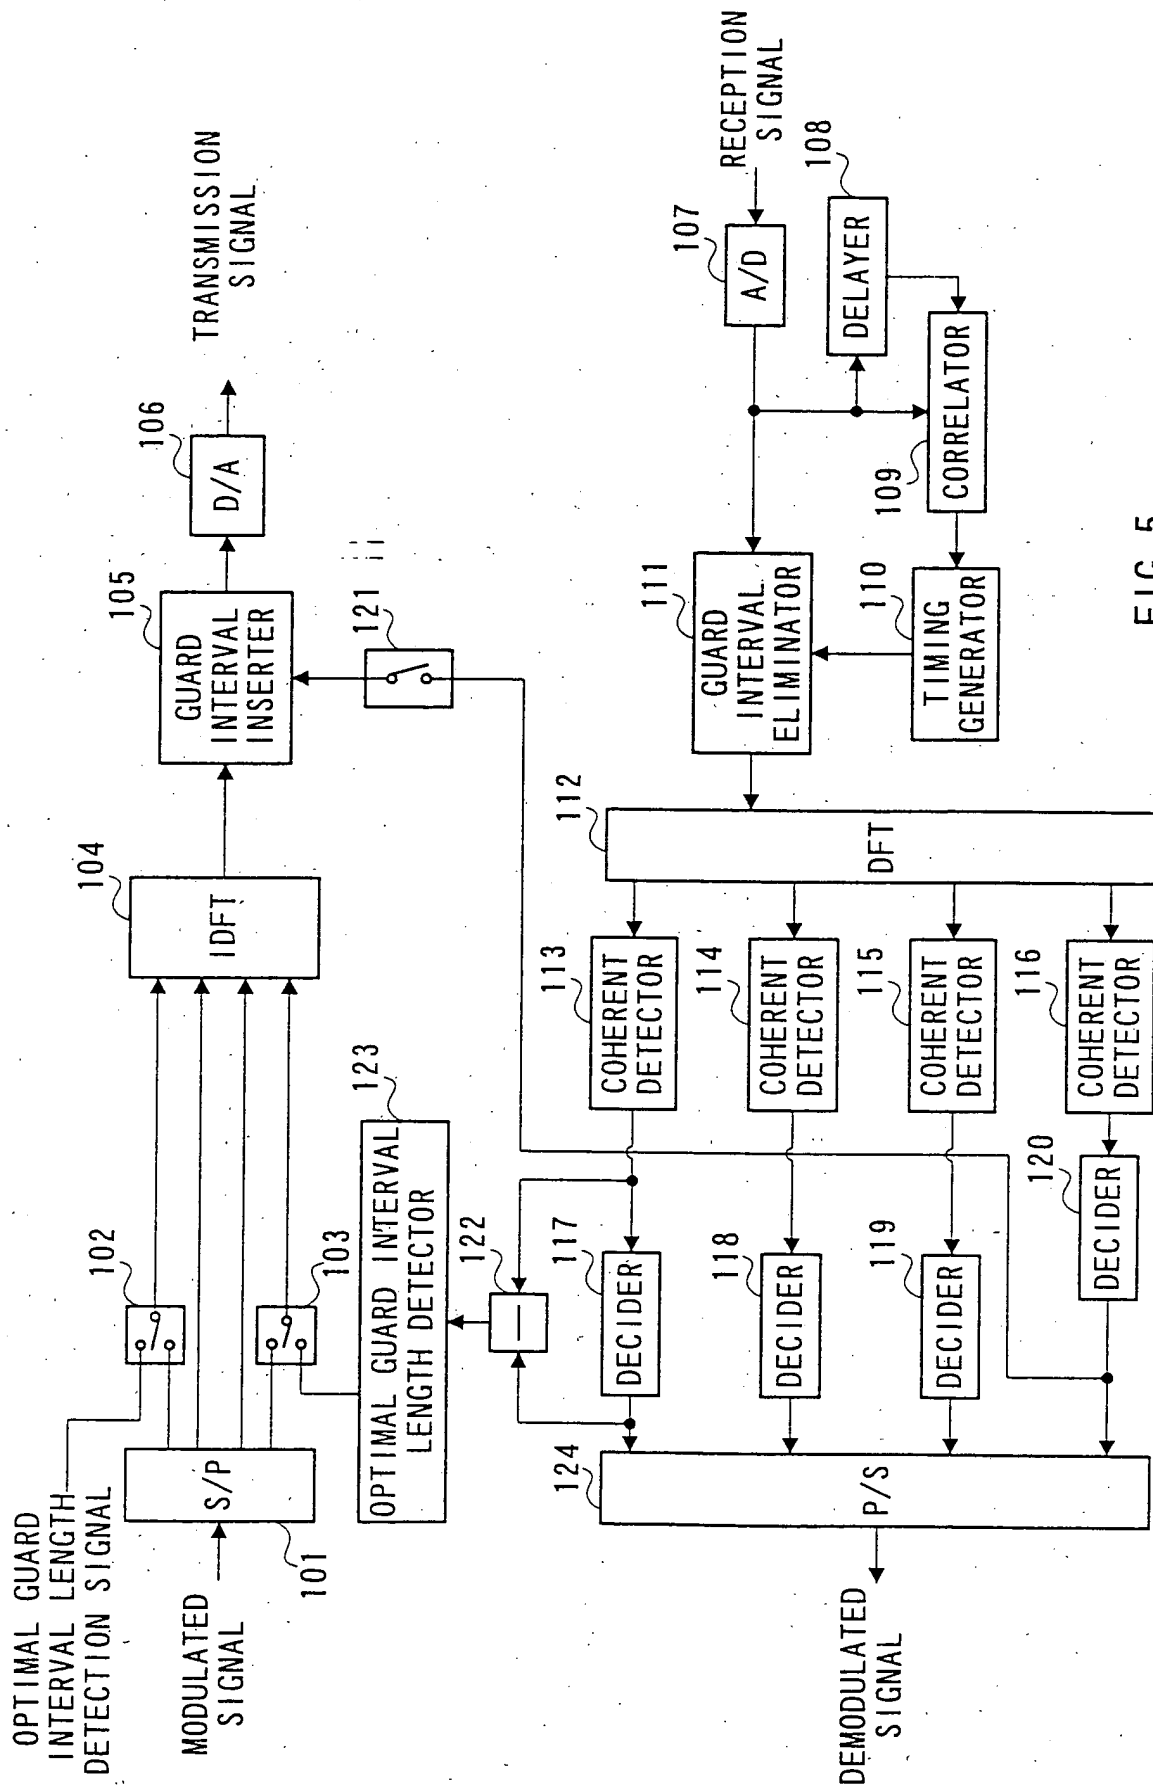 OPTIMAL GUARD
INTERVAL LENGTH
DETECTION SIGNAL
MODULATED
SIGNAL
101
S/P
102
103
104
IDFT
105
GUARD
INTERVAL
INSERTER
106
D/A
TRANSMISSION
SIGNAL
121
123
OPTIMAL GUARD INTERVAL
LENGTH DETECTOR
122
RECEPTION
SIGNAL
107
A/D
108
DELAYER
109
CORRELATOR
110
TIMING
GENERATOR
111
GUARD
INTERVAL
ELIMINATOR
112
DFT
113
COHERENT
DETECTOR
114
COHERENT
DETECTOR
115
COHERENT
DETECTOR
116
COHERENT
DETECTOR
117
DECIDER
118
DECIDER
119
DECIDER
120
DECIDER
124
P/S
DEMODULATED
SIGNAL
FIG. 5